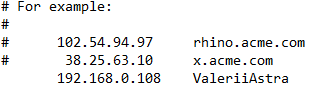 # For example:
#
#      102.54.94.97     rhino.acme.com
#       38.25.63.10     x.acme.com
       192.168.0.108    ValeriiAstra